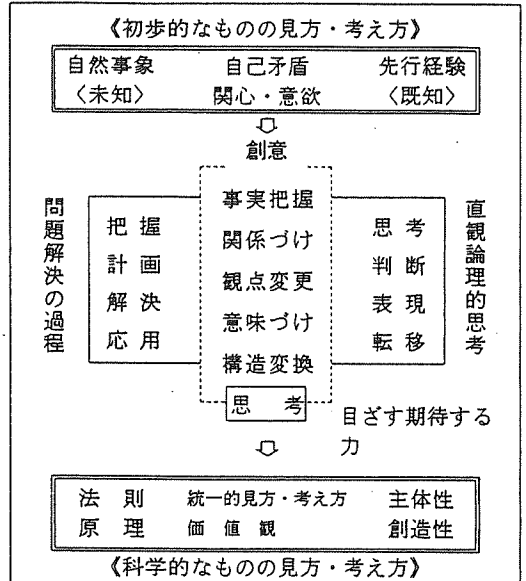 《初歩的なものの見方・考え方》
自然事象　自己矛盾　先行経験
〈未知〉　関心・意欲　〈既知〉
創意
問題解決の過程
把握
計画
解決
応用
事実把握
関係づけ
観点変更
意味づけ
構造変換
思考
思考
判断
表現
転移
直観論理的思考
目ざす期待する
力
法則　統一的見方・考え方　主体性
原理　価値観　創造性
《科学的なものの見方・考え方》